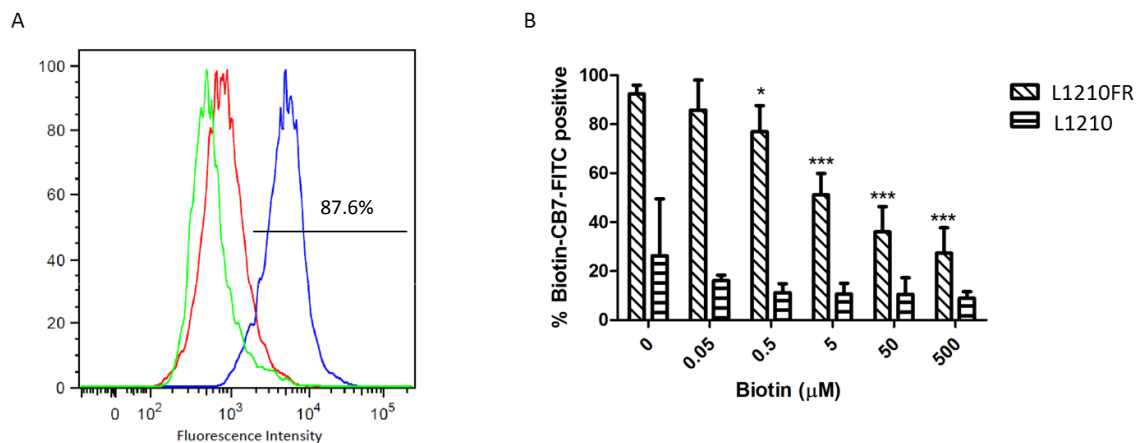 A
100
80
60
40
20
0
87.6%
0 10² 10³ 10⁴ 10⁵
Fluorescence Intensity
B
% Biotin-CB7-FITC positive
100
80
60
40
20
0
*
***
***
***
0 0.05 0.5 5 50 500
Biotin (μM)
L1210FR
L1210